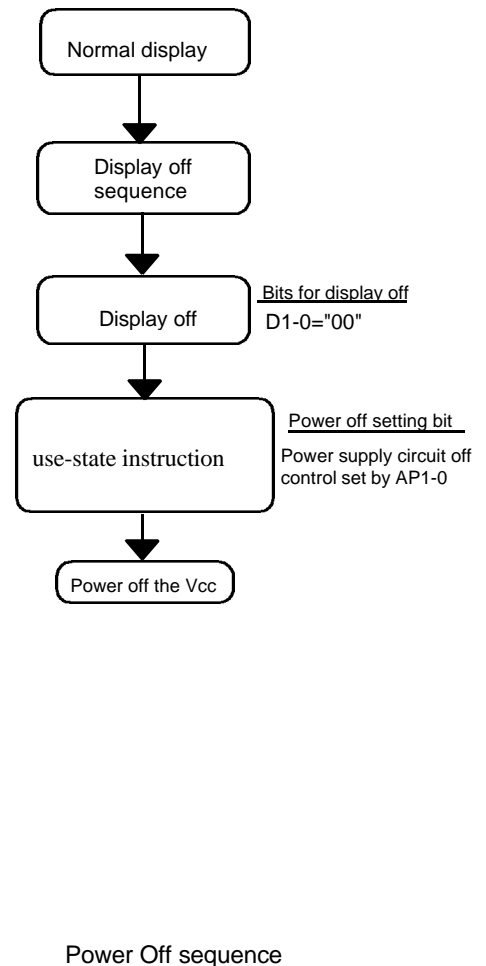 Normal display
Display off
sequence
Bits for display off
Display off
D1-0="00"
Power off setting bit
use-state instruction
Power supply circuit off
control set by AP1-0
Power off the Vcc
Power Off sequence